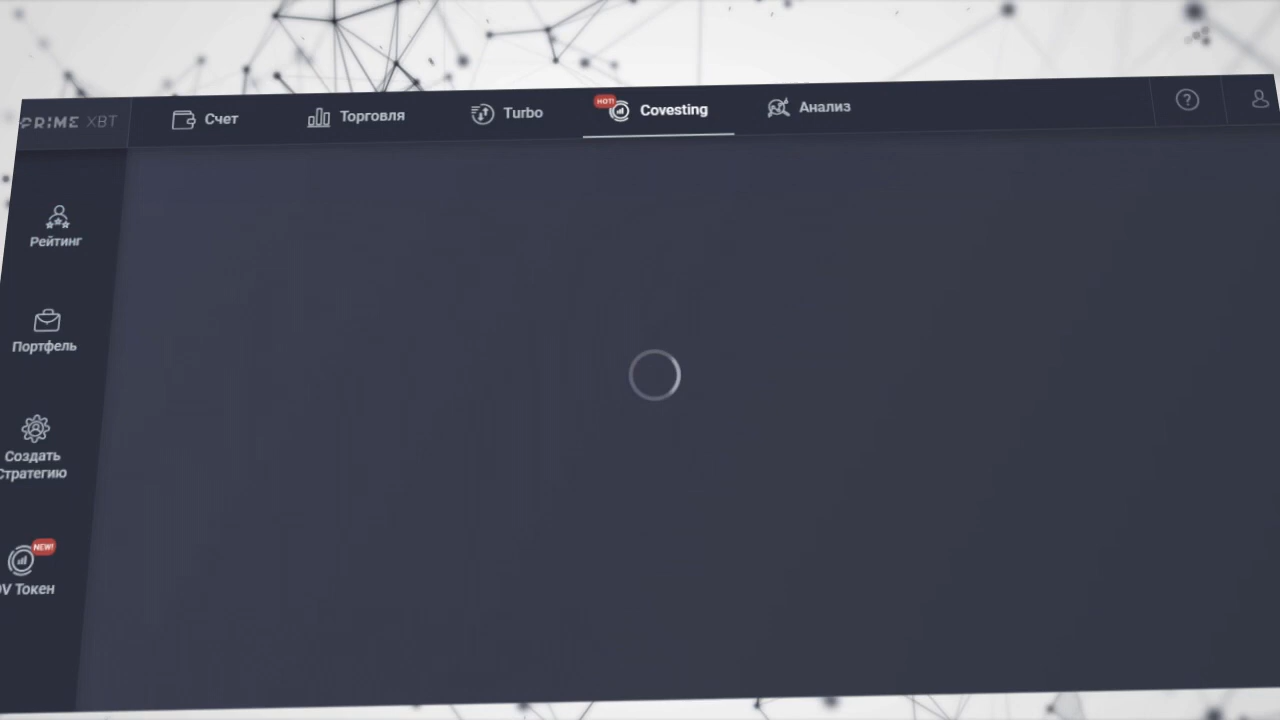 PRIME XBT
Счет
Торговля
Turbo
HOT!
Covesting
Анализ
?
Рейтинг
Портфель
Создать
Стратегию
NEW!
Токен